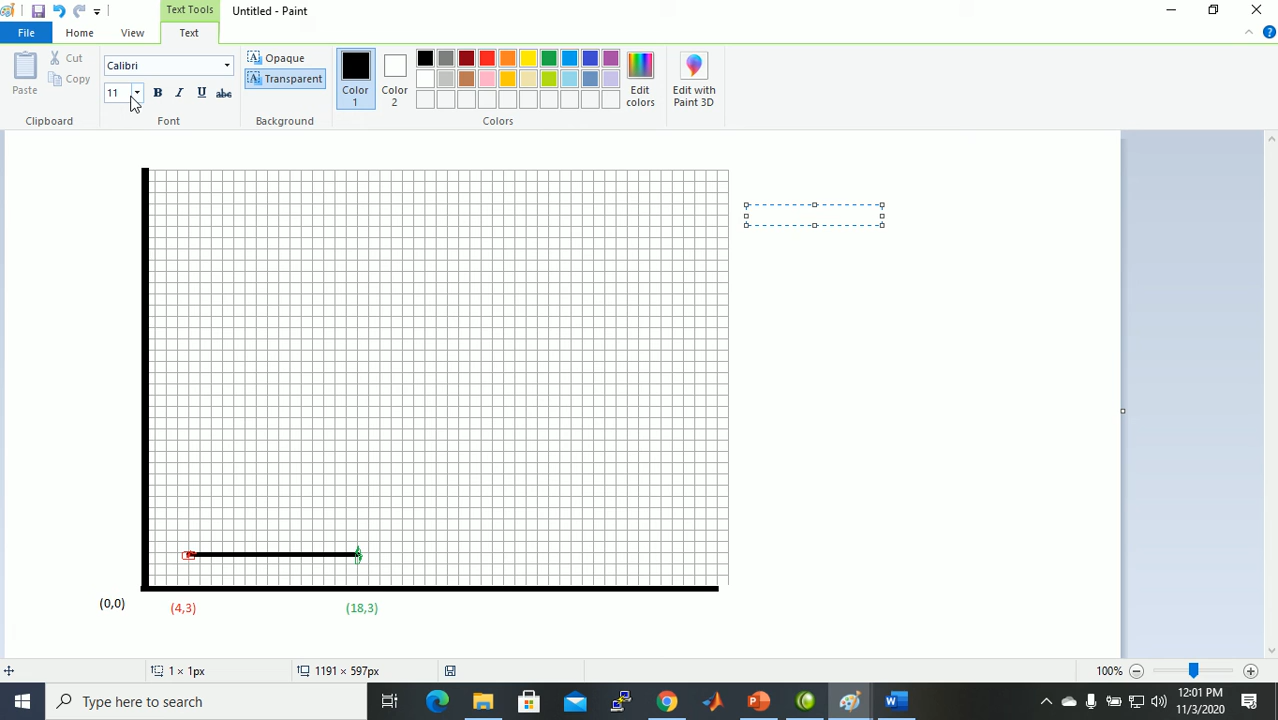 Text Tools
Untitled - Paint
File
Home
View
Text
Paste
Cut
Copy
Clipboard
Calibri
11
B I U abc
Font
Opaque
Transparent
Background
Color 1
Color 2
Edit colors
Colors
Edit with Paint 3D
(0,0)
(4,3)
(18,3)
1 × 1px
1191 × 597px
100%
Type here to search
12:01 PM
11/3/2020